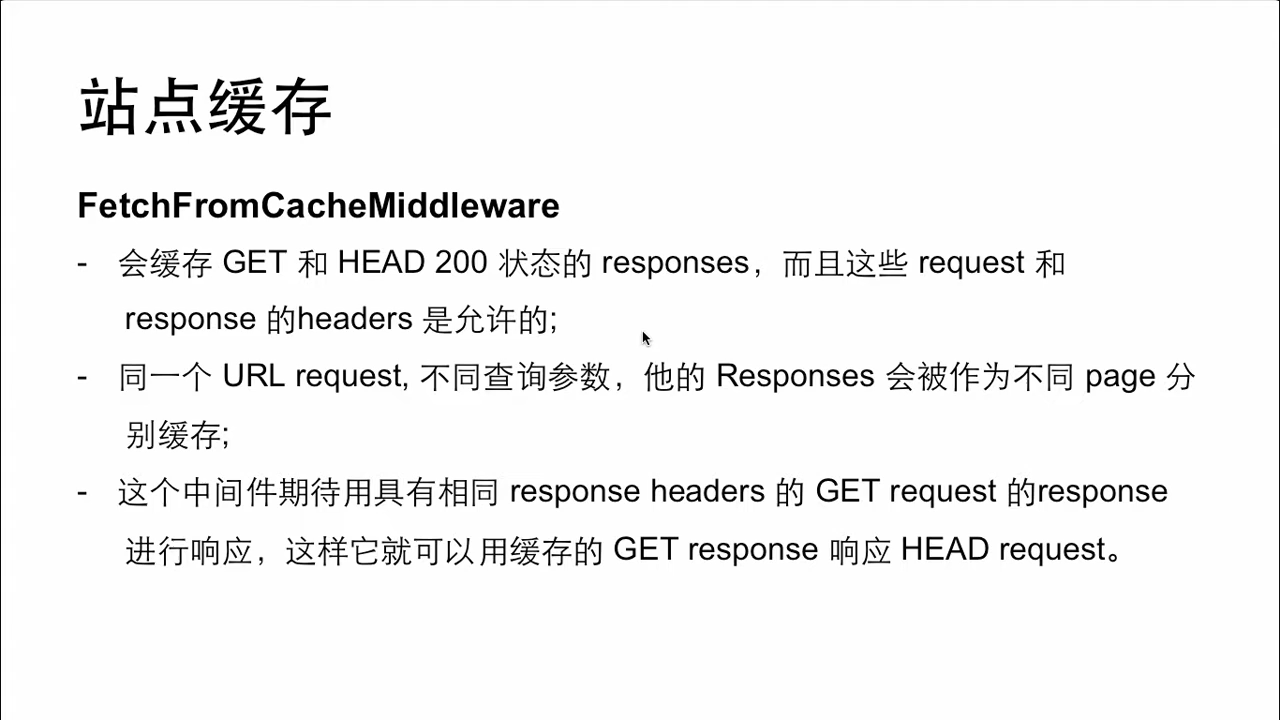 站点缓存
FetchFromCacheMiddleware
- 会缓存 GET 和 HEAD 200 状态的 responses，而且这些 request 和
response 的headers 是允许的;
- 同一个 URL request, 不同查询参数，他的 Responses 会被作为不同 page 分
别缓存;
- 这个中间件期待用具有相同 response headers 的 GET request 的response
进行响应，这样它就可以用缓存的 GET response 响应 HEAD request。